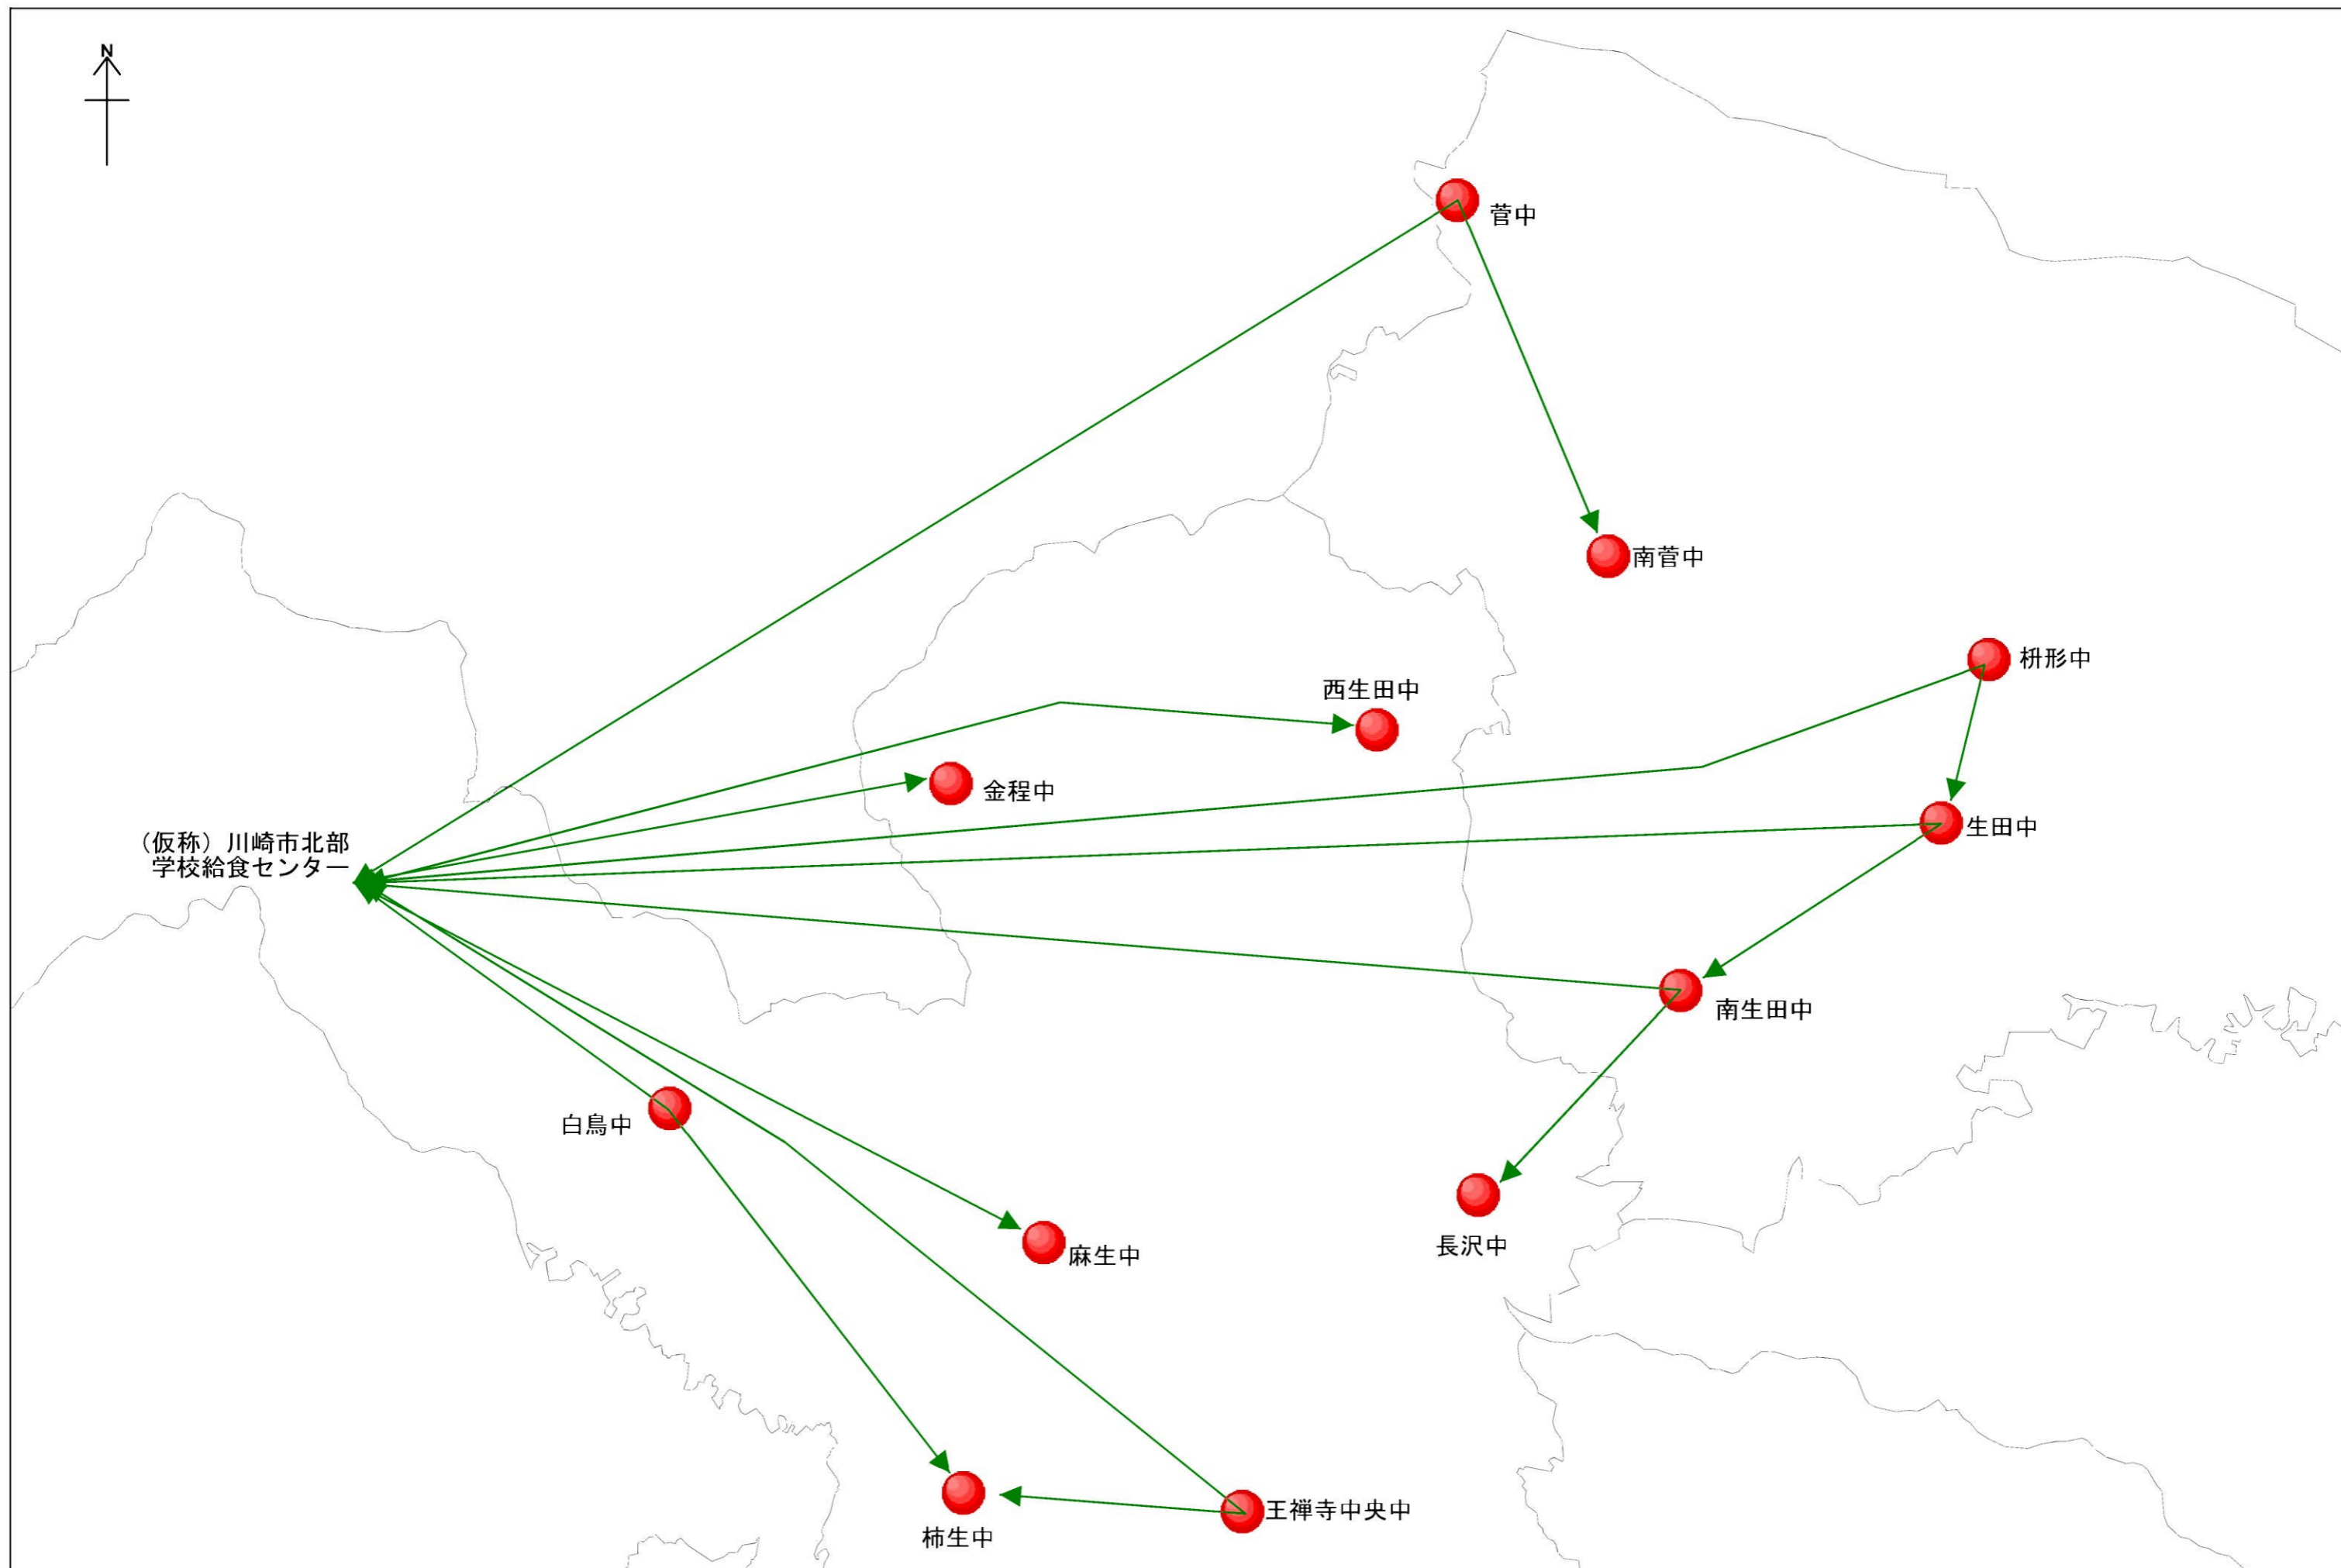 N
菅中
南菅中
枡形中
西生田中
金程中
生田中
（仮称）川崎市北部
学校給食センター
南生田中
白鳥中
長沢中
麻生中
王禅寺中央中
柿生中